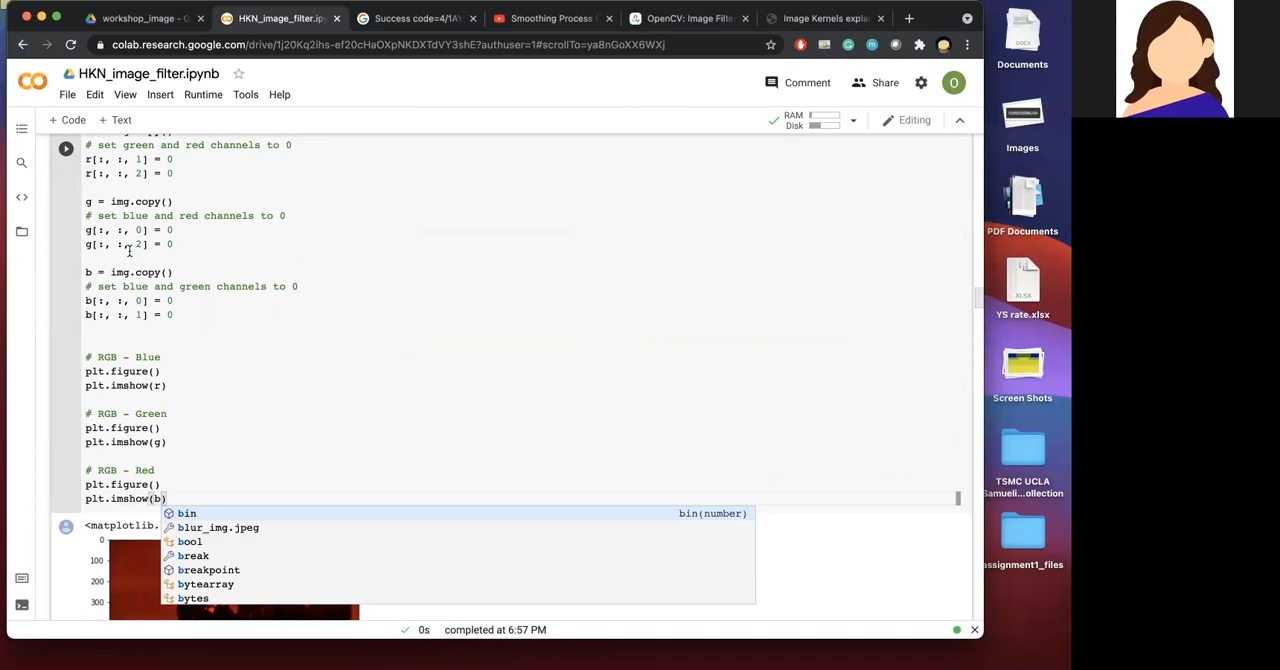 workshop_image - G
HKN_image_filter.ipy
Success code=4/1AY
Smoothing Process
OpenCV: Image Filte
Image Kernels expla
colab.research.google.com/drive/1j20Kq2ihs-ef20cHaOXpNKDXTdVY3shE?authuser=1#scrollTo=ya8nGoXX6WXj
HKN_image_filter.ipynb
Comment
Share
O
File Edit View Insert Runtime Tools Help
+ Code + Text
RAM
Disk
Editing
# set green and red channels to 0
r[:, :, 1] = 0
r[:, :, 2] = 0
g = img.copy()
# set blue and red channels to 0
g[:, :, 0] = 0
g[:, :, 2] = 0
b = img.copy()
# set blue and green channels to 0
b[:, :, 0] = 0
b[:, :, 1] = 0
# RGB - Blue
plt.figure()
plt.imshow(r)
# RGB - Green
plt.figure()
plt.imshow(g)
# RGB - Red
plt.figure()
plt.imshow(b)
bin bin(number)
blur_img.jpeg
bool
break
breakpoint
bytearray
bytes
<matplotlib.
0
100
200
300
0s completed at 6:57 PM
DOCX
Documents
Images
PDF Documents
XLSX
YS rate.xlsx
Screen Shots
TSMC UCLA
Samueli...ollection
assignment1_files